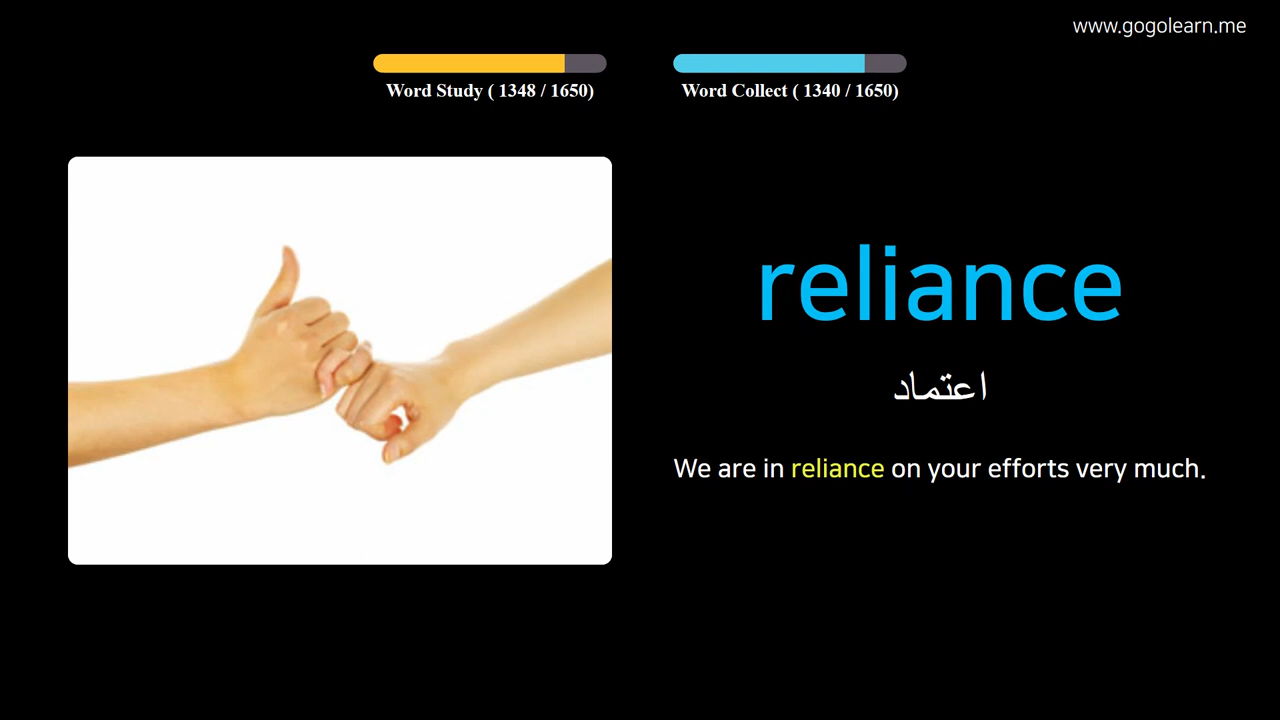 www.gogolearn.me
Word Study ( 1348 / 1650)
Word Collect ( 1340 / 1650)
reliance
اعتماد
We are in reliance on your efforts very much.